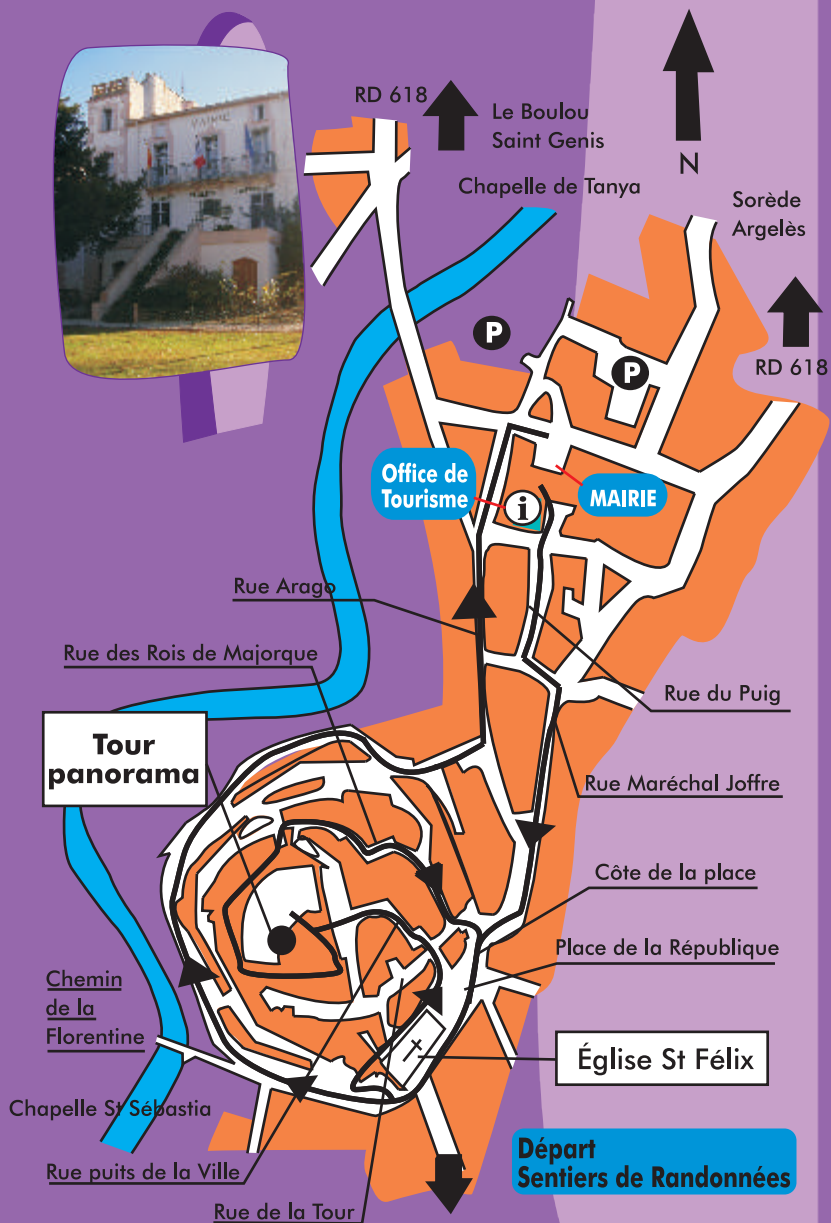 MAIRIE
RD 618
Le Boulou
Saint Genis
N
Chapelle de Tanya
Sorède
Argelès
P
P
RD 618
Office de
Tourisme
i
MAIRIE
Rue Arago
Rue des Rois de Majorque
Rue du Puig
Tour
panorama
Rue Maréchal Joffre
Côte de la place
Place de la République
Chemin
de la
Florentine
Église St Félix
Chapelle St Sébastia
Départ
Sentiers de Randonnées
Rue puits de la Ville
Rue de la Tour